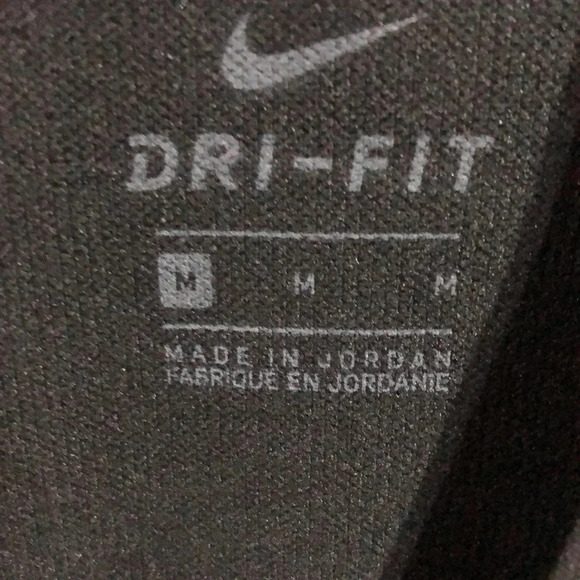 DRI-FIT
M M M
MADE IN JORDAN
FABRIQUÉ EN JORDANIE